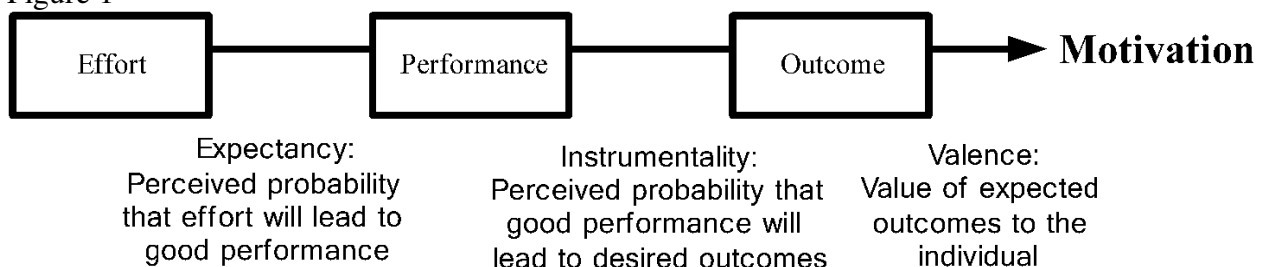 Figure 1
Effort
Performance
Outcome
Motivation
Expectancy:
Perceived probability
that effort will lead to
good performance
Instrumentality:
Perceived probability that
good performance will
lead to desired outcomes
Valence:
Value of expected
outcomes to the
individual